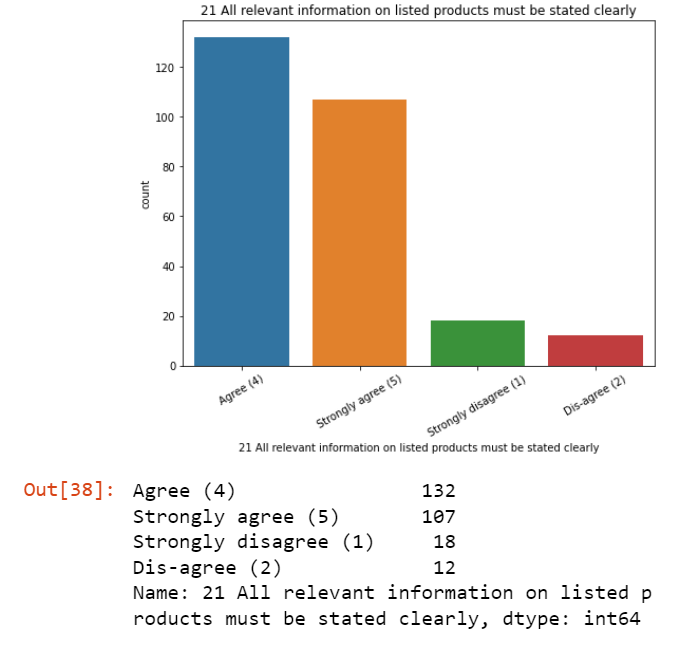 21 All relevant information on listed products must be stated clearly
120
100
80
60
40
20
0
count
Agree (4)
Strongly agree (5)
Strongly disagree (1)
Dis-agree (2)
21 All relevant information on listed products must be stated clearly
Out[38]: Agree (4) 132
Strongly agree (5) 107
Strongly disagree (1) 18
Dis-agree (2) 12
Name: 21 All relevant information on listed p
roducts must be stated clearly, dtype: int64